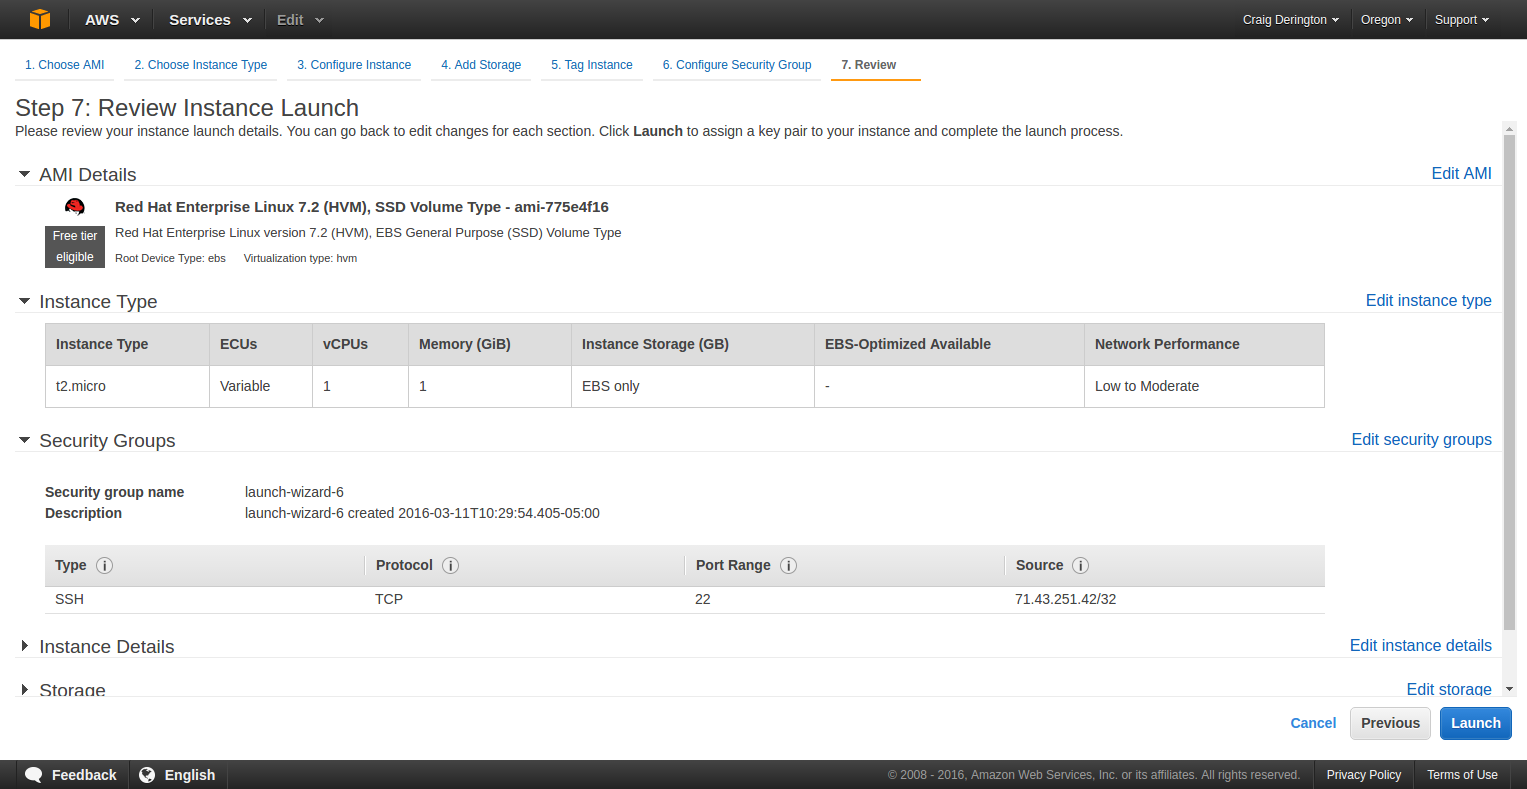 AWS Services Edit Craig Derington Oregon Support
1. Choose AMI 2. Choose Instance Type 3. Configure Instance 4. Add Storage 5. Tag Instance 6. Configure Security Group 7. Review
Step 7: Review Instance Launch
Please review your instance launch details. You can go back to edit changes for each section. Click Launch to assign a key pair to your instance and complete the launch process.
AMI Details Edit AMI
Red Hat Enterprise Linux 7.2 (HVM), SSD Volume Type - ami-775e4f16
Free tier eligible
Red Hat Enterprise Linux version 7.2 (HVM), EBS General Purpose (SSD) Volume Type
Root Device Type: ebs Virtualization type: hvm
Instance Type Edit instance type
Instance Type ECUs vCPUs Memory (GiB) Instance Storage (GB) EBS-Optimized Available Network Performance
t2.micro Variable 1 1 EBS only - Low to Moderate
Security Groups Edit security groups
Security group name launch-wizard-6
Description launch-wizard-6 created 2016-03-11T10:29:54.405-05:00
Type i Protocol i Port Range i Source i
SSH TCP 22 71.43.251.42/32
Instance Details Edit instance details
Storage Edit storage
Cancel Previous Launch
Feedback English © 2008 - 2016, Amazon Web Services, Inc. or its affiliates. All rights reserved. Privacy Policy Terms of Use